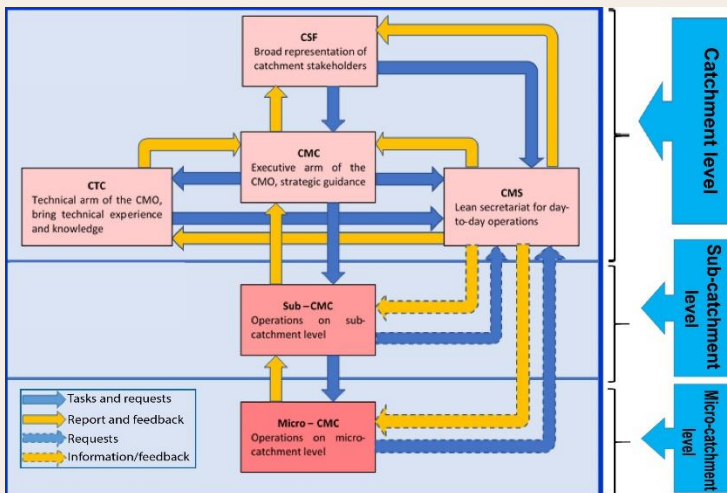 CSF
Broad representation of
catchment stakeholders
CMC
Executive arm of the
CMO, strategic guidance
CTC
Technical arm of the CMO,
bring technical experience
and knowledge
CMS
Lean secretariat for day-
to-day operations
Sub –CMC
Operations on sub-
catchment level
Micro – CMC
Operations on micro-
catchment level
Tasks and requests
Report and feedback
Requests
Information/feedback
Catchment level
Sub-catchment
level
Micro-catchment
level